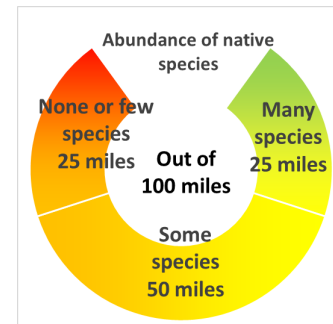 Abundance of native
species
None or few
species
25 miles
Many
species
25 miles
Out of
100 miles
Some
species
50 miles